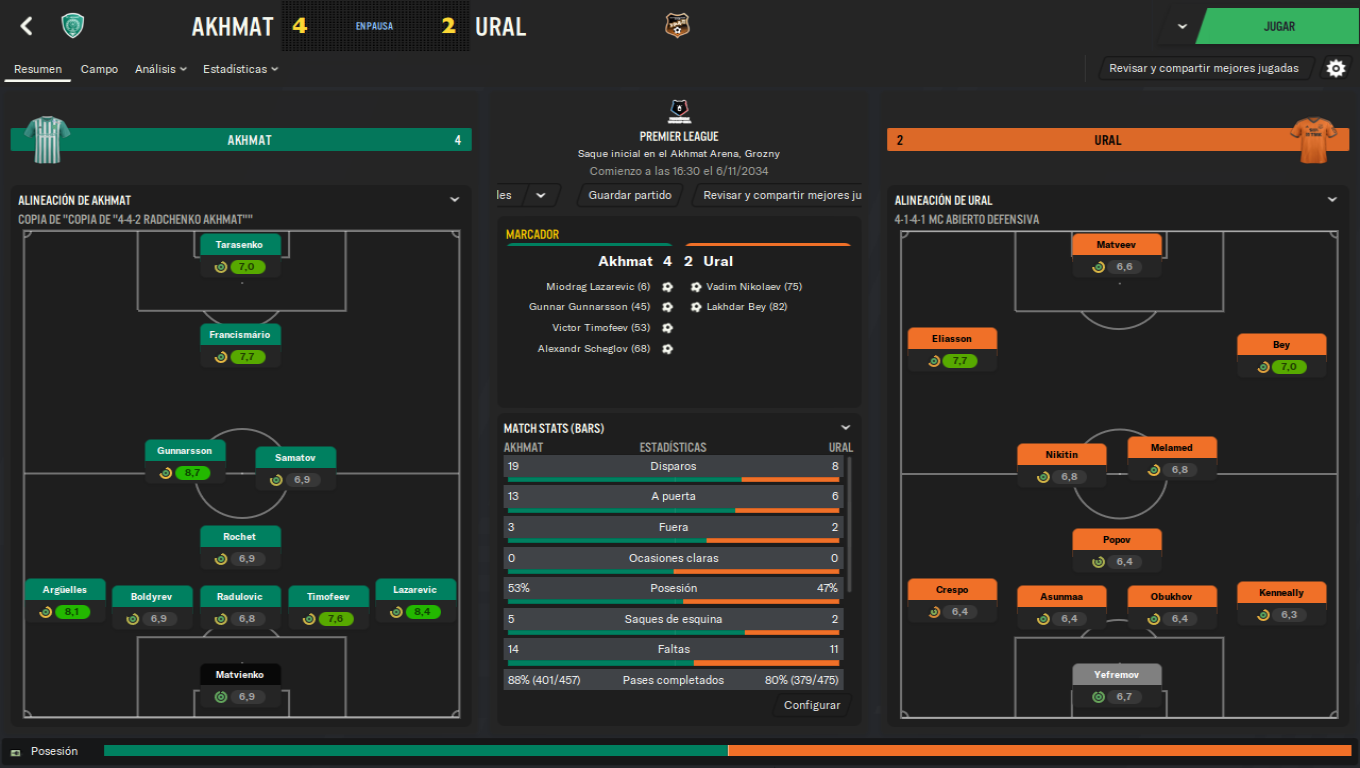 AKHMAT 4 EN PAUSA 2 URAL
JUGAR
Resumen Campo Análisis Estadísticas
Revisar y compartir mejores jugadas
AKHMAT 4
PREMIER LEAGUE
Saque inicial en el Akhmat Arena, Grozny
Comienzo a las 16:30 el 6/11/2034
2 URAL
les
Guardar partido
Revisar y compartir mejores ju
ALINEACIÓN DE AKHMAT
COPIA DE "COPIA DE "4-4-2 RADCHENKO AKHMAT""
Tarasenko
7,0
Francismário
7,7
Gunnarsson
8,7
Samatov
6,9
Rochet
6,9
Argüelles
8,1
Boldyrev
6,9
Radulovic
6,8
Timofeev
7,6
Lazarevic
8,4
Matvienko
6,9
MARCADOR
Akhmat 4 2 Ural
Miodrag Lazarevic (6)
Vadim Nikolaev (75)
Gunnar Gunnarsson (45)
Lakhdar Bey (82)
Victor Timofeev (53)
Alexandr Scheglov (68)
MATCH STATS (BARS)
AKHMAT ESTADÍSTICAS URAL
19 Disparos 8
13 A puerta 6
3 Fuera 2
0 Ocasiones claras 0
53% Posesión 47%
5 Saques de esquina 2
14 Faltas 11
88% (401/457) Pases completados 80% (379/475)
Configurar
ALINEACIÓN DE URAL
4-1-4-1 MC ABIERTO DEFENSIVA
Matveev
6,6
Eliasson
7,7
Bey
7,0
Nikitin
6,8
Melamed
6,8
Popov
6,4
Crespo
6,4
Asunmaa
6,4
Obukhov
6,4
Kenneally
6,3
Yefremov
6,7
Posesión